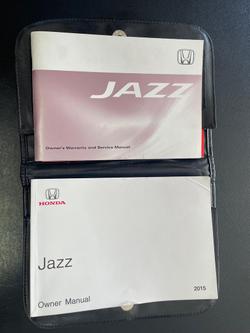 JAZZ
Owner's Warranty and Service Manual
HONDA
Jazz
2015
Owner Manual